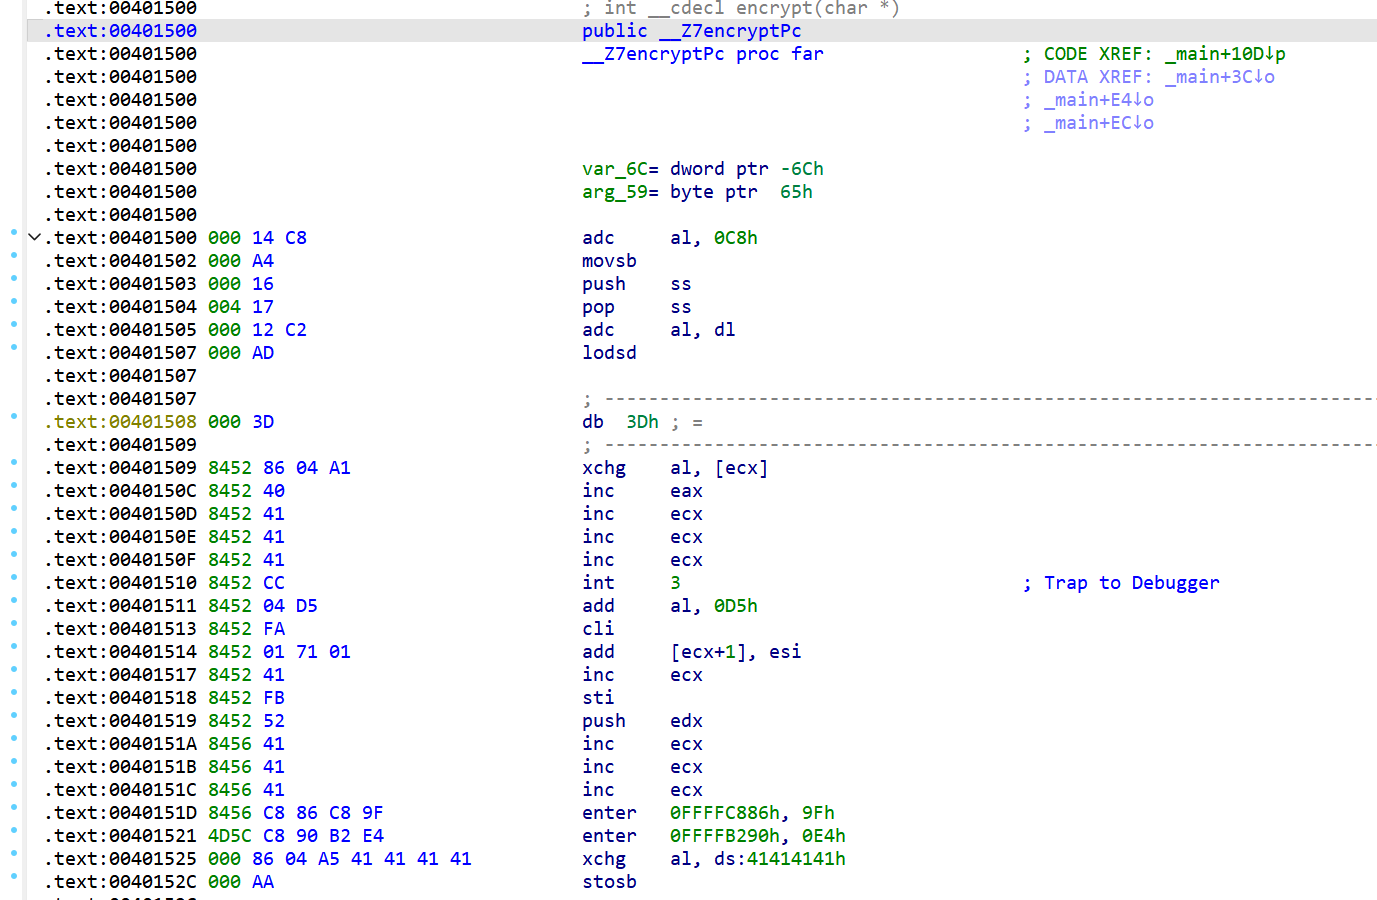 .text:00401500 ; int __cdecl encrypt(char *)
.text:00401500 public __Z7encryptPc
.text:00401500 __Z7encryptPc proc far ; CODE XREF: _main+10D↓p
.text:00401500 ; DATA XREF: _main+3C↓o
.text:00401500 ; _main+E4↓o
.text:00401500 ; _main+EC↓o
.text:00401500
.text:00401500 var_6C= dword ptr -6Ch
.text:00401500 arg_59= byte ptr 65h
.text:00401500
.text:00401500 000 14 C8 adc al, 0C8h
.text:00401502 000 A4 movsb
.text:00401503 000 16 push ss
.text:00401504 004 17 pop ss
.text:00401505 000 12 C2 adc al, dl
.text:00401507 000 AD lodsd
.text:00401507
.text:00401507 ; ---------------------------------------------------------------------------
.text:00401508 000 3D db 3Dh ; =
.text:00401509 ; ---------------------------------------------------------------------------
.text:00401509 8452 86 04 A1 xchg al, [ecx]
.text:0040150C 8452 40 inc eax
.text:0040150D 8452 41 inc ecx
.text:0040150E 8452 41 inc ecx
.text:0040150F 8452 41 inc ecx
.text:00401510 8452 CC int 3 ; Trap to Debugger
.text:00401511 8452 04 D5 add al, 0D5h
.text:00401513 8452 FA cli
.text:00401514 8452 01 71 01 add [ecx+1], esi
.text:00401517 8452 41 inc ecx
.text:00401518 8452 FB sti
.text:00401519 8452 52 push edx
.text:0040151A 8456 41 inc ecx
.text:0040151B 8456 41 inc ecx
.text:0040151C 8456 41 inc ecx
.text:0040151D 8456 C8 86 C8 9F enter 0FFFFC886h, 9Fh
.text:00401521 4D5C C8 90 B2 E4 enter 0FFFFB290h, 0E4h
.text:00401525 000 86 04 A5 41 41 41 41 xchg al, ds:41414141h
.text:0040152C 000 AA stosb